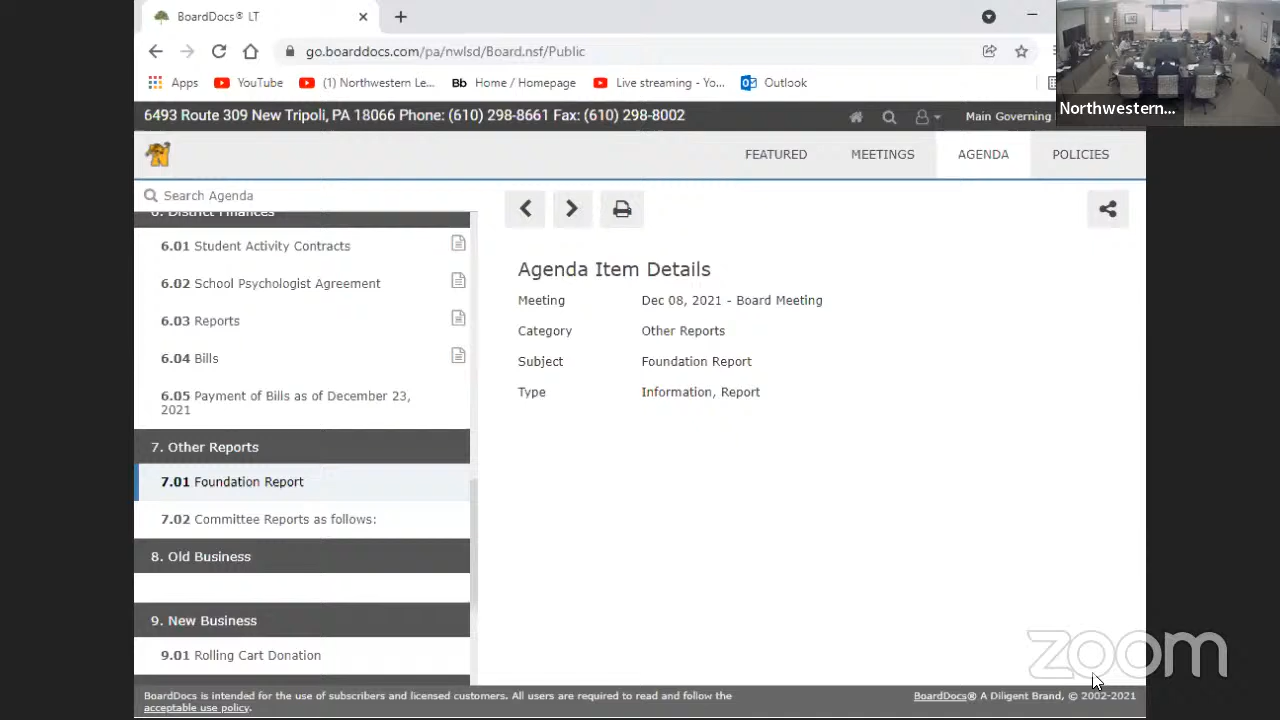 BoardDocs® LT
go.boarddocs.com/pa/nwlsd/Board.nsf/Public
Apps
YouTube
(1) Northwestern Le...
Bb Home / Homepage
Live streaming - Yo...
Outlook
Northwestern...
6493 Route 309 New Tripoli, PA 18066 Phone: (610) 298-8661 Fax: (610) 298-8002
Main Governing
FEATURED
MEETINGS
AGENDA
POLICIES
Search Agenda
6. District Finances
6.01 Student Activity Contracts
6.02 School Psychologist Agreement
6.03 Reports
6.04 Bills
6.05 Payment of Bills as of December 23,
2021
7. Other Reports
7.01 Foundation Report
7.02 Committee Reports as follows:
8. Old Business
9. New Business
9.01 Rolling Cart Donation
Agenda Item Details
Meeting Dec 08, 2021 - Board Meeting
Category Other Reports
Subject Foundation Report
Type Information, Report
zoom
BoardDocs is intended for the use of subscribers and licensed customers. All users are required to read and follow the
acceptable use policy.
BoardDocs® A Diligent Brand, © 2002-2021